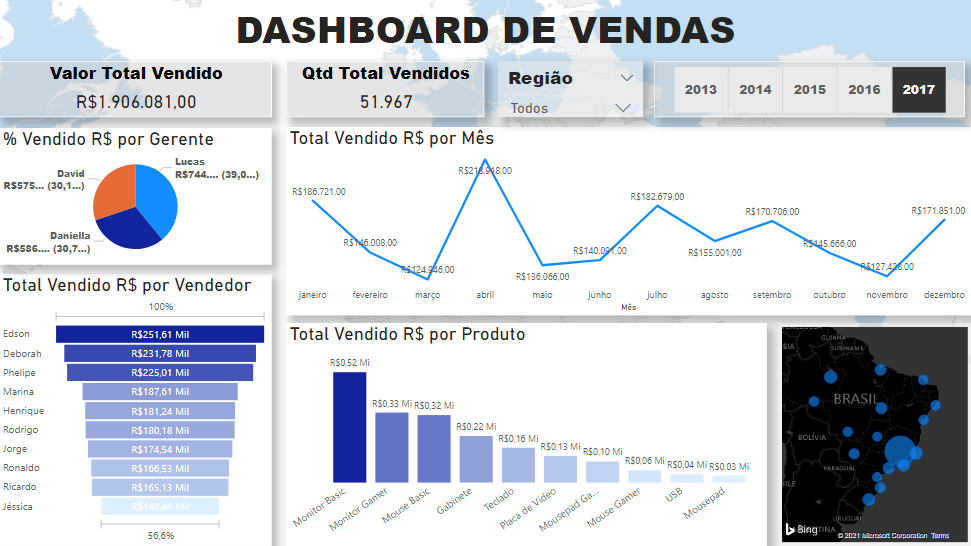 DASHBOARD DE VENDAS
Valor Total Vendido
R$1.906.081,00
Qtd Total Vendidos
51.967
Região
Todos
2013 2014 2015 2016 2017
% Vendido R$ por Gerente
Lucas
R$744.... (39,0...)
David
R$575... (30,1...)
Daniella
R$586.... (30,7...)
Total Vendido R$ por Mês
R$186.721,00
R$146.008,00
R$124.946,00
R$218.918,00
R$136.066,00
R$140.091,00
R$182.679,00
R$155.001,00
R$170.706,00
R$145.666,00
R$127.428,00
R$171.851,00
janeiro fevereiro março abril maio junho julho agosto setembro outubro novembro dezembro
Mês
Total Vendido R$ por Vendedor
100%
Edson R$251,61 Mil
Deborah R$231,78 Mil
Phelipe R$225,01 Mil
Marina R$187,61 Mil
Henrique R$181,24 Mil
Rodrigo R$180,18 Mil
Jorge R$174,54 Mil
Ronaldo R$166,53 Mil
Ricardo R$165,13 Mil
Jéssica R$142,46 Mil
56,6%
Total Vendido R$ por Produto
R$0,52 Mi
R$0,33 Mi
R$0,32 Mi
R$0,22 Mi
R$0,16 Mi
R$0,13 Mi
R$0,10 Mi
R$0,06 Mi
R$0,04 Mi
R$0,03 Mi
Monitor Basic
Monitor Gamer
Mouse Basic
Gabinete
Teclado
Placa de Vídeo
Mousepad Ga...
Mouse Gamer
USB
Mousepad
GUIANA
SURINAME
BRASIL
BOLÍVIA
PARAGUAI
URUGUAI
Bing
© 2021 Microsoft Corporation Terms